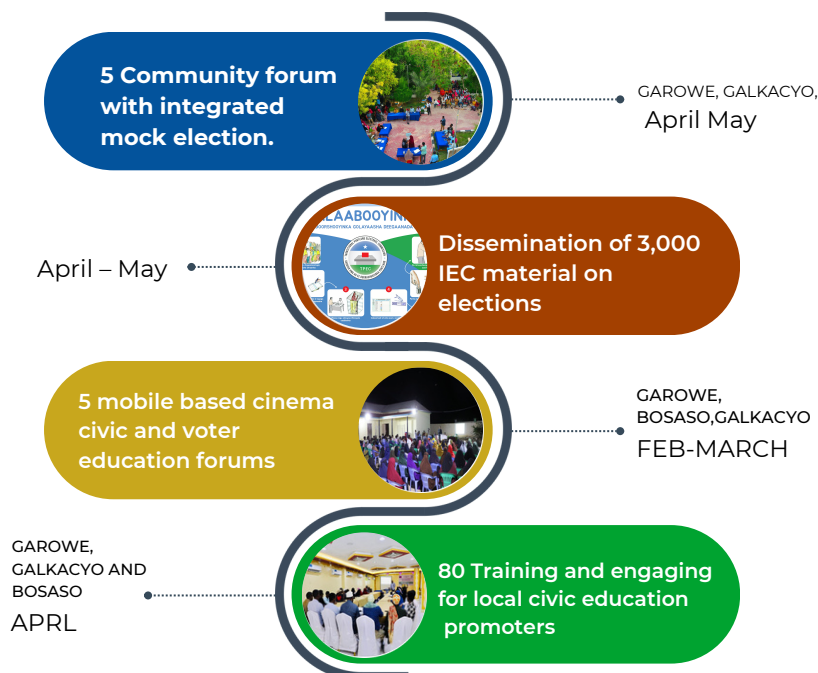 5 Community forum
with integrated
mock election.
GAROWE, GALKACYO,
April May
LAABOOYINK
TPEC
Dissemination of 3,000
IEC material on
elections
April – May
5 mobile based cinema
civic and voter
education forums
GAROWE,
BOSASO,GALKACYO
FEB-MARCH
GAROWE,
GALKACYO AND
BOSASO
APRL
80 Training and engaging
for local civic education
promoters